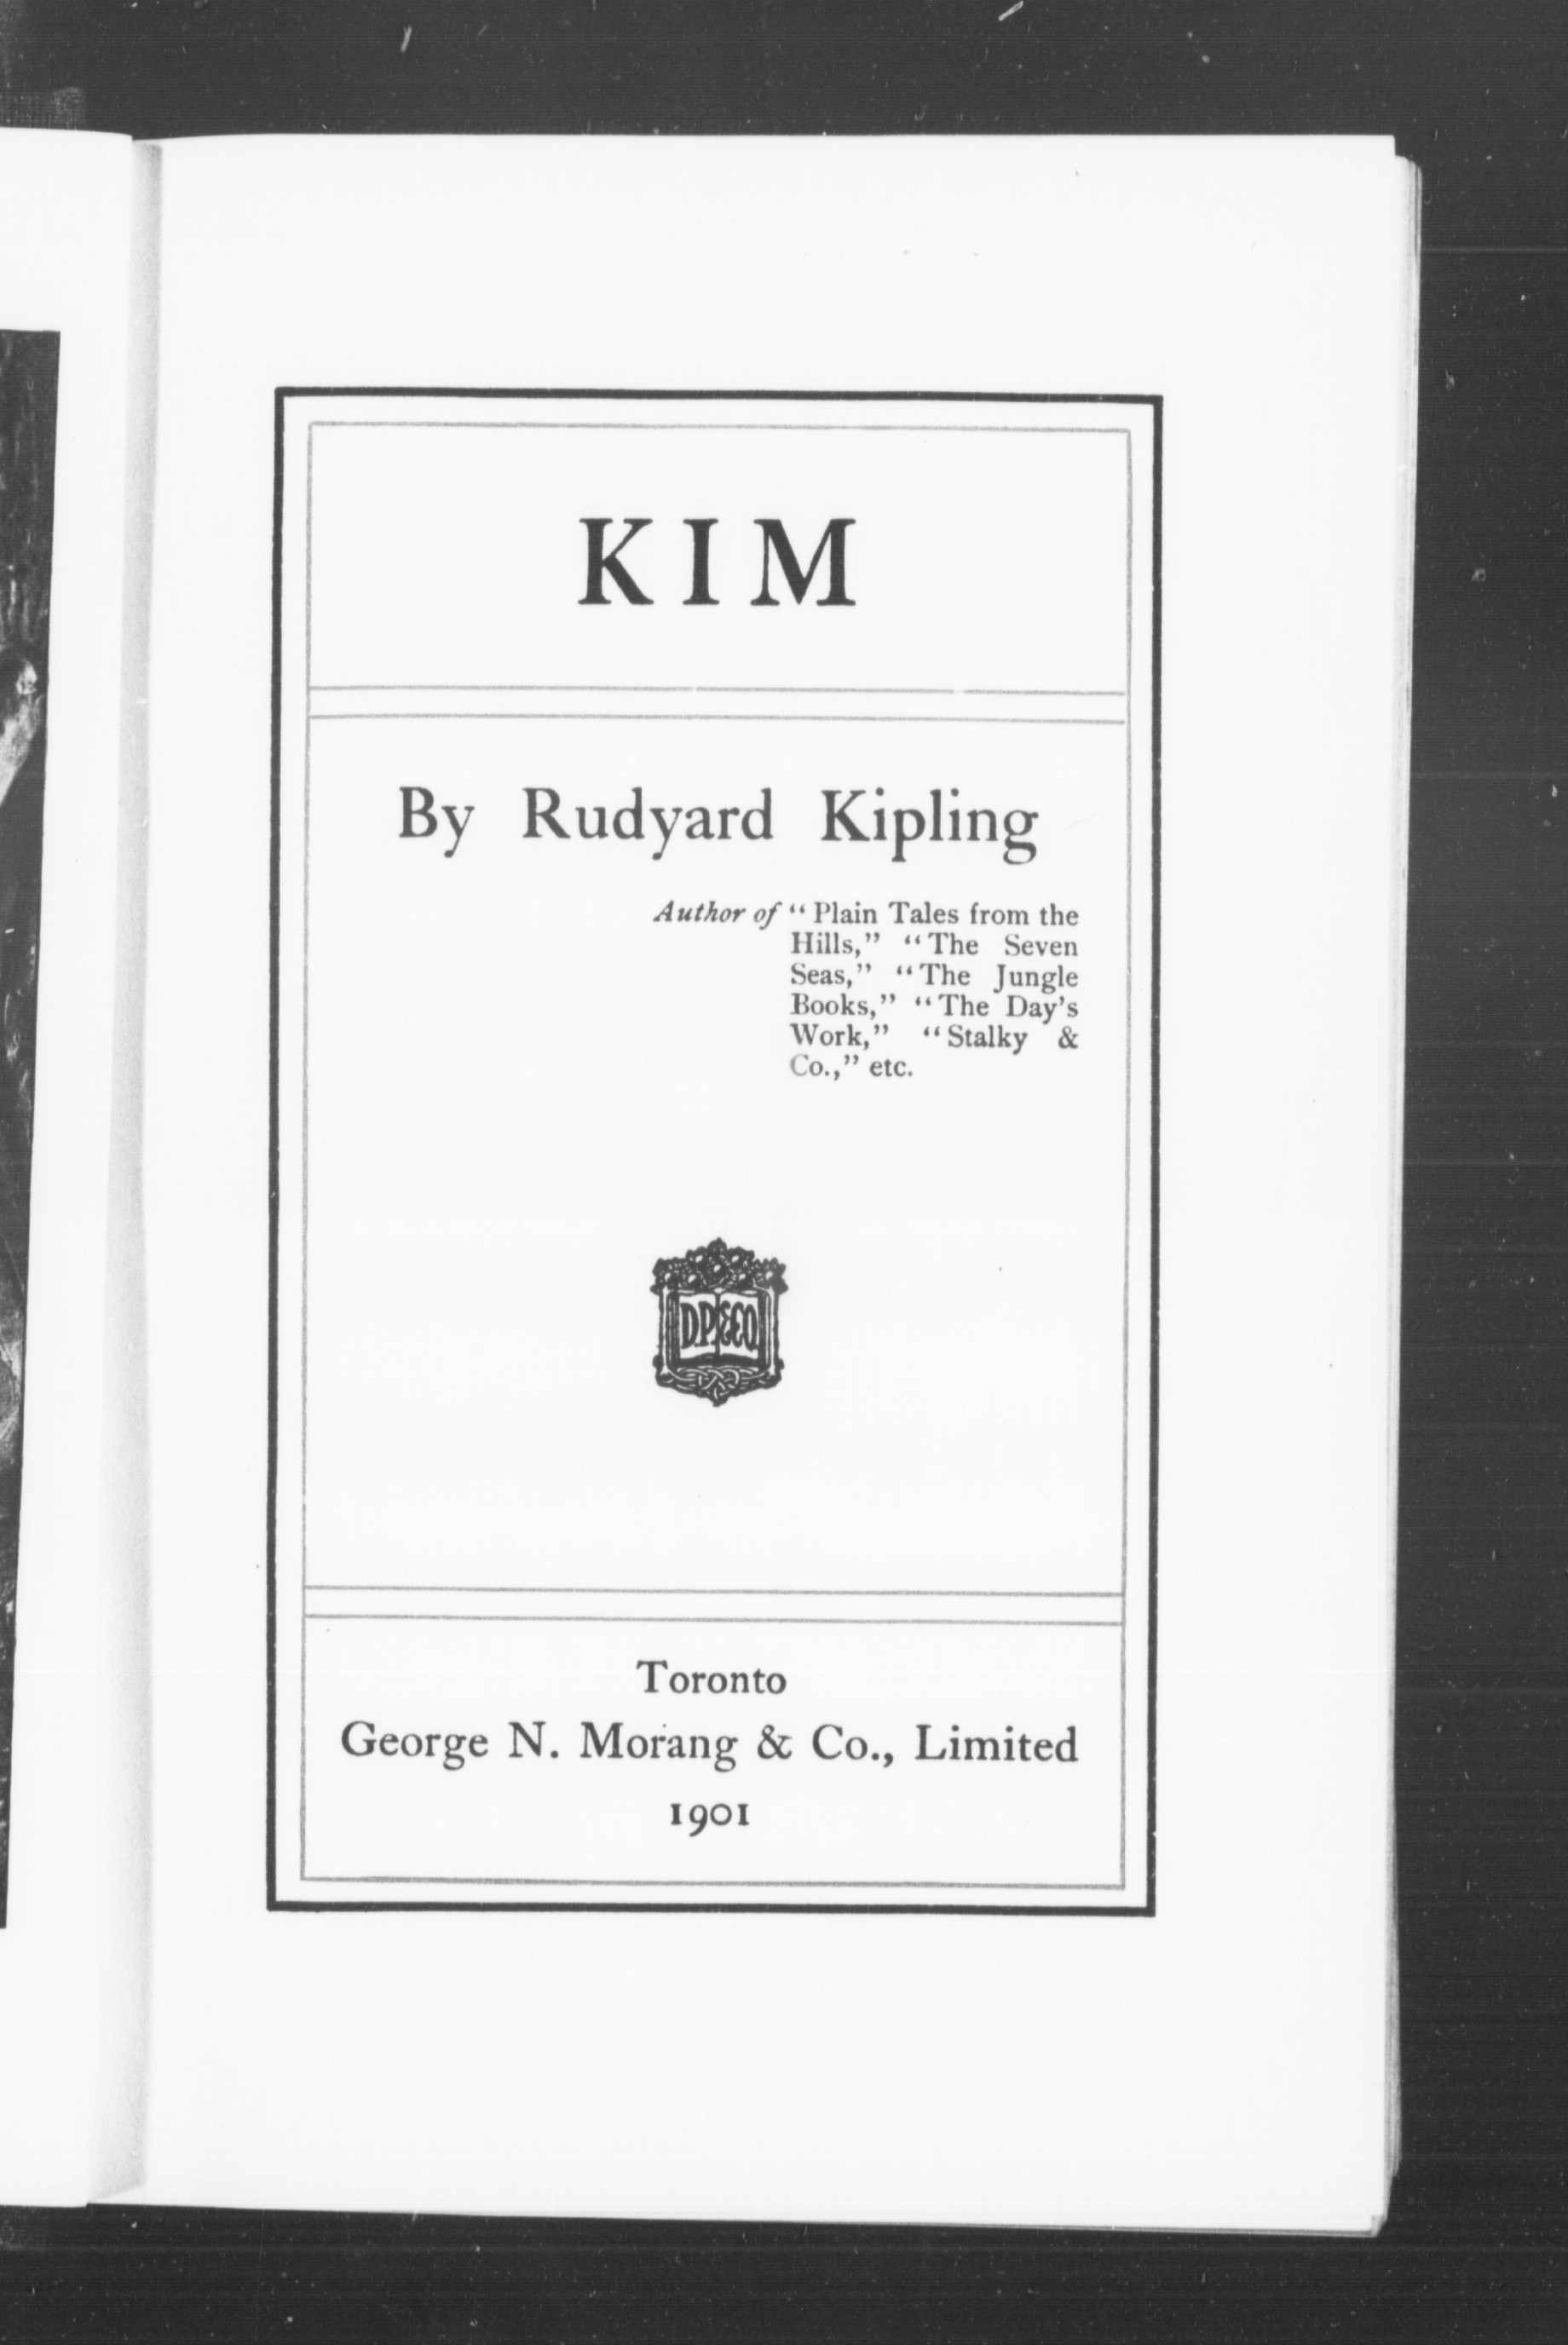 KIM
By Rudyard Kipling
Author of “Plain Tales from the
Hills,” “The Seven
Seas,” “The Jungle
Books,” “The Day’s
Work,” “Stalky &
Co.,” etc.
D.P. & CO.
Toronto
George N. Morang & Co., Limited
1901